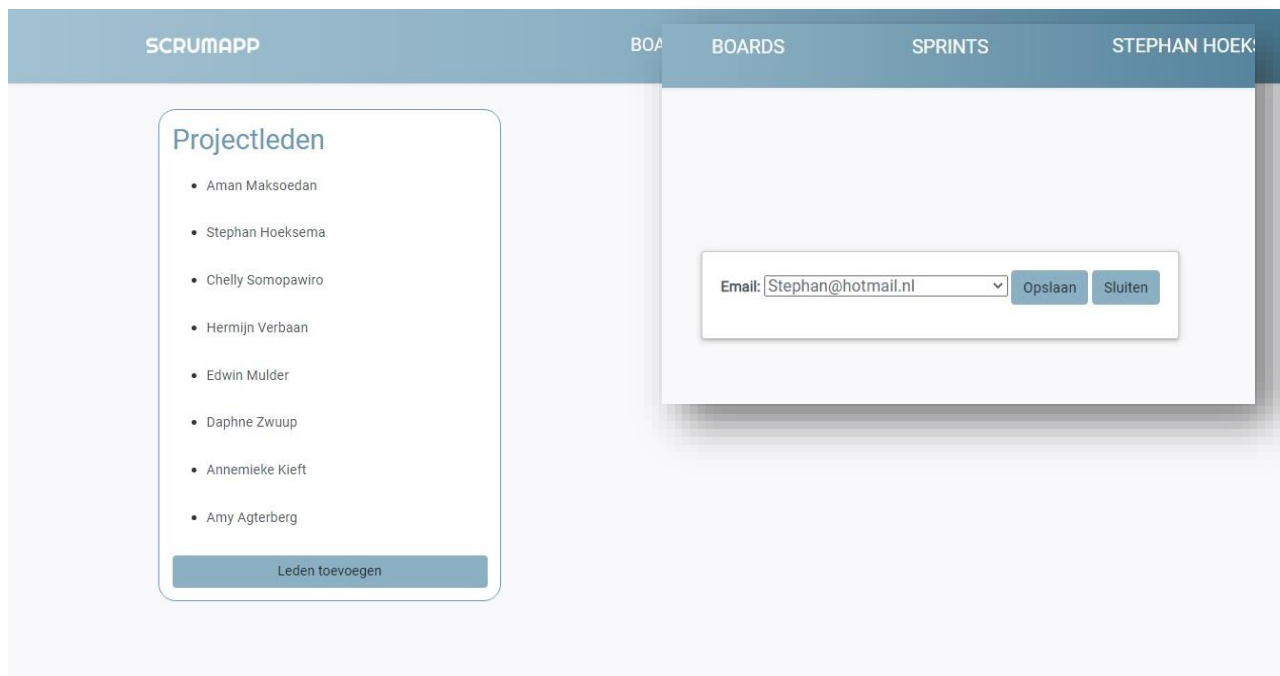 SCRUMAPP
BOA
Projectleden
Aman Maksoedan
Stephan Hoeksema
Chelly Somopawiro
Hermijn Verbaan
Edwin Mulder
Daphne Zwuup
Annemieke Kieft
Amy Agterberg
Leden toevoegen
BOARDS SPRINTS STEPHAN HOEKS
Email: Stephan@hotmail.nl Opslaan Sluiten